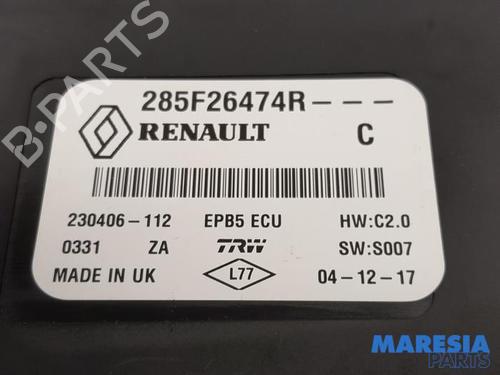 285F26474R---
RENAULT C
230406-112 EPB5 ECU HW:C2.0
0331 ZA TRW SW:S007
MADE IN UK L77 04-12-17
B-PARTS
MARESIA
PARTS